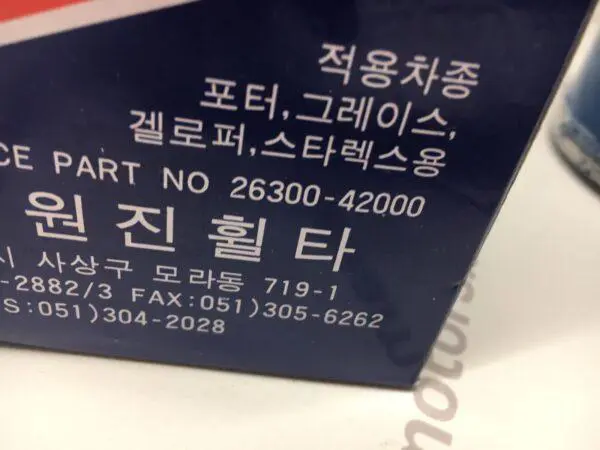 적용차종
포터,그레이스,
겔로퍼,스타렉스용
CE PART NO 26300-42000
원진휠타
시 사상구 모라동 719-1
-2882/3 FAX:051)305-6262
S:051)304-2028
motors